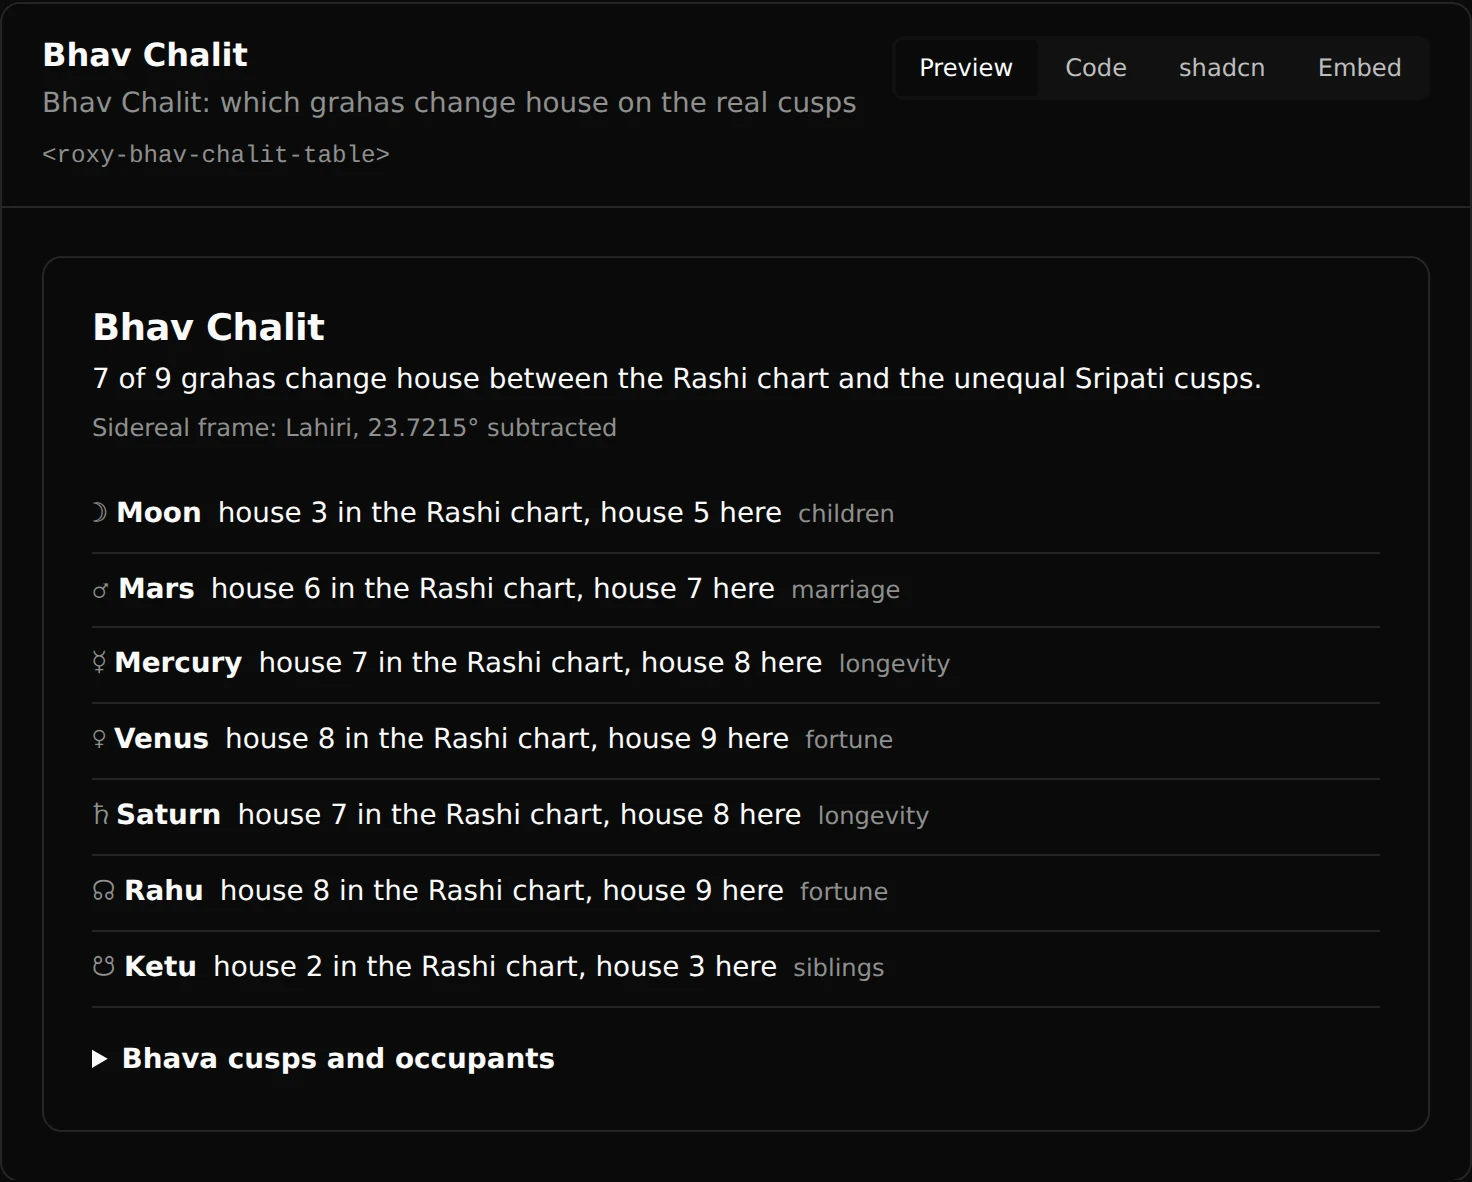 Bhav Chalit
Preview Code shadcn Embed
Bhav Chalit: which grahas change house on the real cusps
<roxy-bhav-chalit-table>
Bhav Chalit
7 of 9 grahas change house between the Rashi chart and the unequal Sripati cusps.
Sidereal frame: Lahiri, 23.7215° subtracted
☽ Moon house 3 in the Rashi chart, house 5 here children
♂ Mars house 6 in the Rashi chart, house 7 here marriage
☿ Mercury house 7 in the Rashi chart, house 8 here longevity
♀ Venus house 8 in the Rashi chart, house 9 here fortune
♄ Saturn house 7 in the Rashi chart, house 8 here longevity
☊ Rahu house 8 in the Rashi chart, house 9 here fortune
☋ Ketu house 2 in the Rashi chart, house 3 here siblings
▶ Bhava cusps and occupants